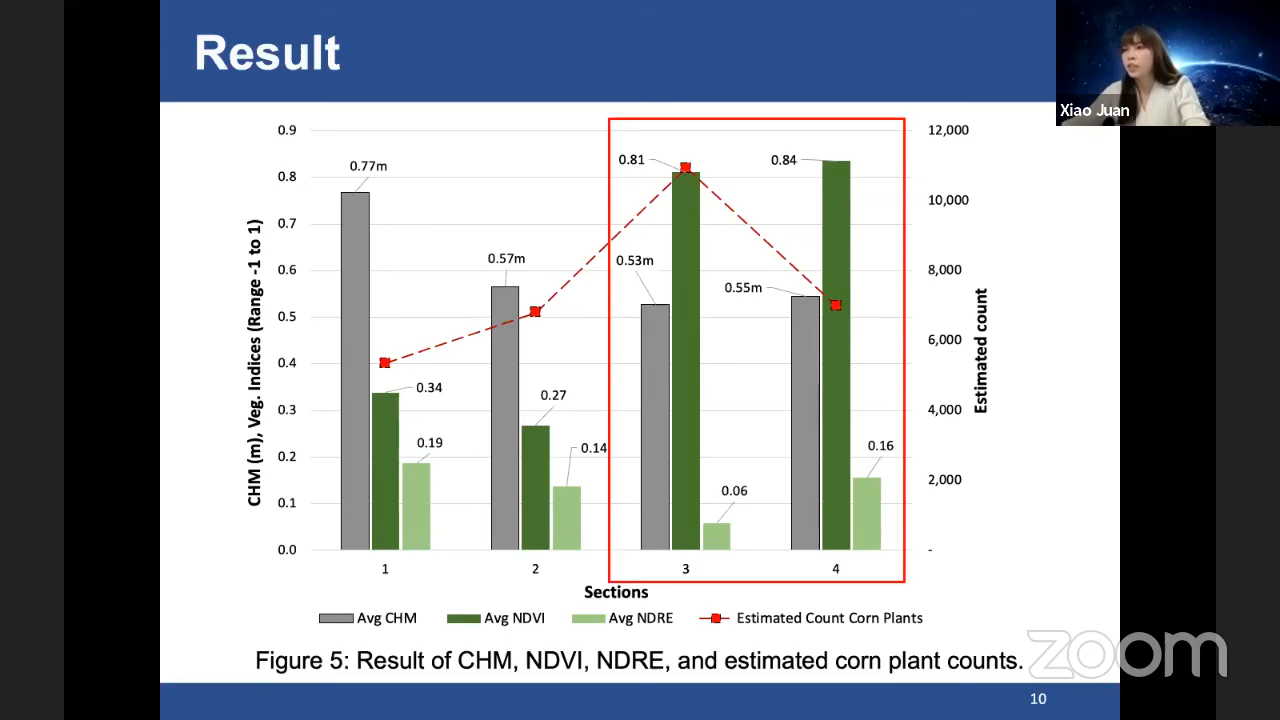 Result
Xiao Juan
0.9
0.8
0.7
0.6
0.5
0.4
0.3
0.2
0.1
0.0
CHM (m), Veg. Indices (Range -1 to 1)
0.77m
0.34
0.19
0.57m
0.27
0.14
0.53m
0.81
0.06
0.55m
0.84
0.16
12,000
10,000
8,000
6,000
4,000
2,000
-
Estimated count
1 2 3 4
Sections
Avg CHM Avg NDVI Avg NDRE Estimated Count Corn Plants
Figure 5: Result of CHM, NDVI, NDRE, and estimated corn plant counts.
zoom
10